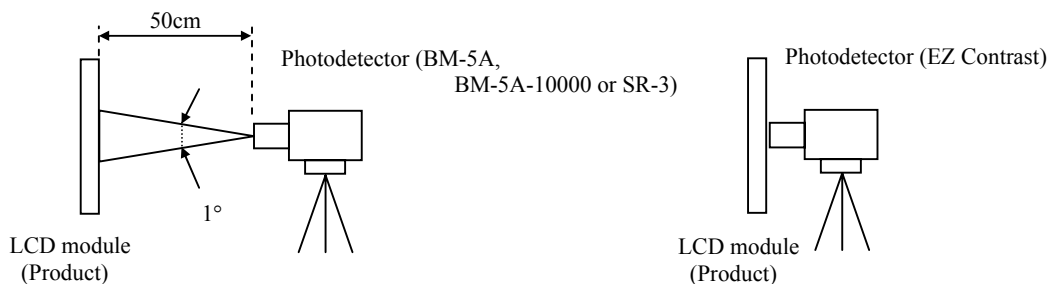 50cm
Photodetector (BM-5A,
BM-5A-10000 or SR-3)
1°
LCD module
(Product)
Photodetector (EZ Contrast)
LCD module
(Product)